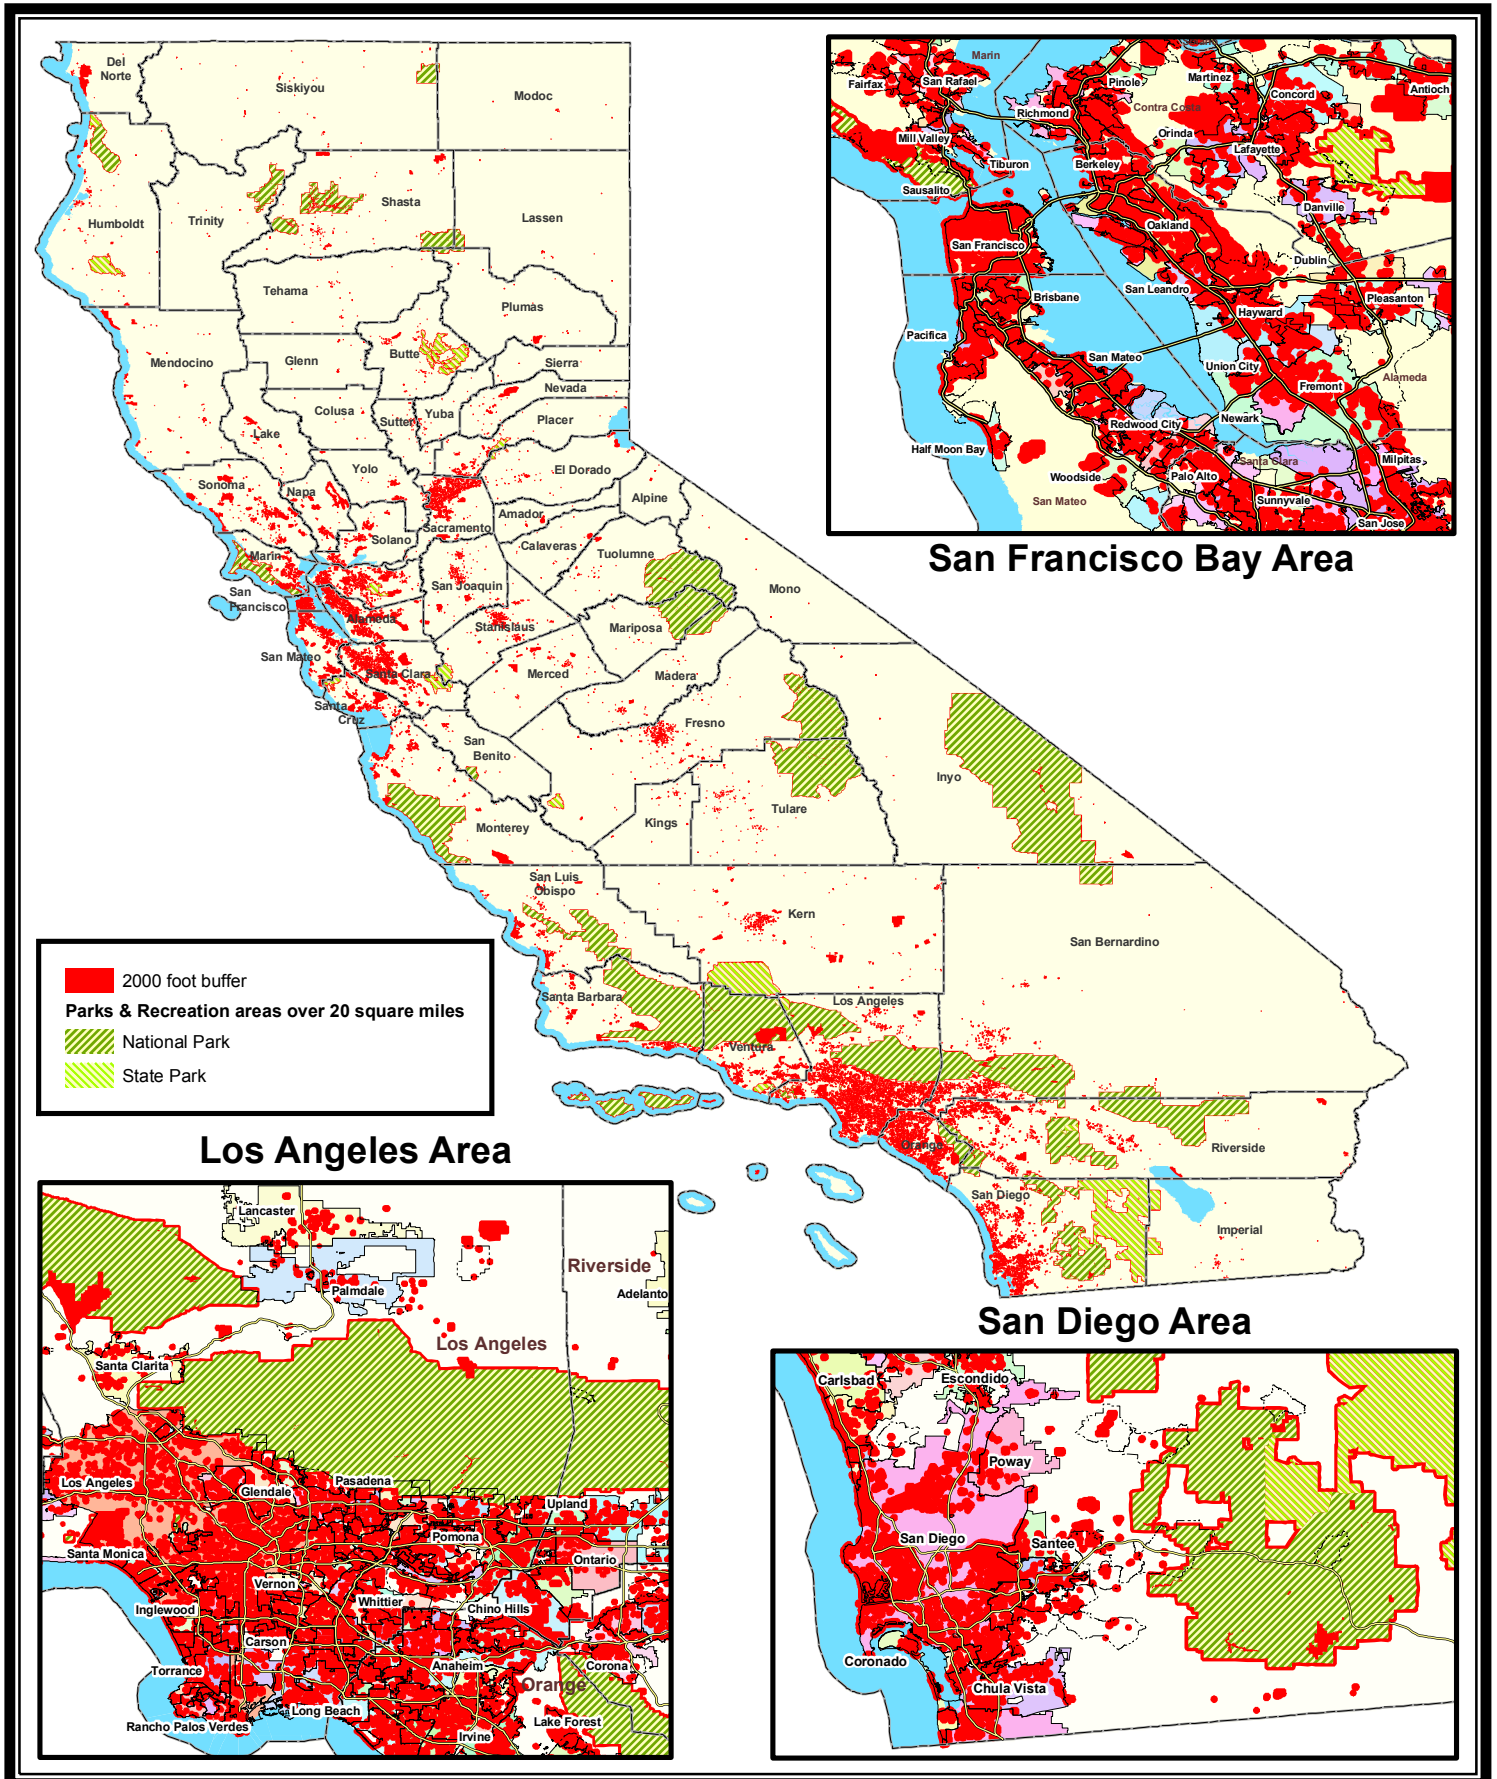 Del
Norte
Siskiyou
Modoc
Humboldt
Trinity
Shasta
Lassen
Tehama
Plumas
Mendocino
Glenn
Butte
Sierra
Nevada
Colusa
Sutter
Yuba
Placer
Lake
Yolo
El Dorado
Sonoma
Napa
Sacramento
Amador
Alpine
Solano
Calaveras
Tuolumne
Marin
San Joaquin
Mono
San
Francisco
Alameda
Stanislaus
Mariposa
San Mateo
Santa Clara
Merced
Madera
Santa
Cruz
Fresno
San
Benito
Inyo
Monterey
Kings
Tulare
San Luis
Obispo
Kern
San Bernardino
Santa Barbara
Los Angeles
Ventura
Orange
Riverside
San Diego
Imperial
Marin
Fairfax
San Rafael
Pinole
Martinez
Concord
Antioch
Richmond
Contra Costa
Mill Valley
Orinda
Lafayette
Tiburon
Berkeley
Sausalito
Danville
Oakland
San Francisco
Dublin
San Leandro
Brisbane
Pleasanton
Hayward
Pacifica
San Mateo
Union City
Fremont
Alameda
Newark
Redwood City
Half Moon Bay
Santa Clara
Milpitas
Woodside
Palo Alto
Sunnyvale
San Mateo
San Jose
San Francisco Bay Area
2000 foot buffer
Parks & Recreation areas over 20 square miles
National Park
State Park
Los Angeles Area
Lancaster
Riverside
Palmdale
Adelanto
Los Angeles
Santa Clarita
Los Angeles
Glendale
Pasadena
Upland
Pomona
Santa Monica
Ontario
Vernon
Whittier
Inglewood
Chino Hills
Carson
Torrance
Anaheim
Corona
Orange
Long Beach
Rancho Palos Verdes
Lake Forest
Irvine
San Diego Area
Carlsbad
Escondido
Poway
San Diego
Santee
Coronado
Chula Vista